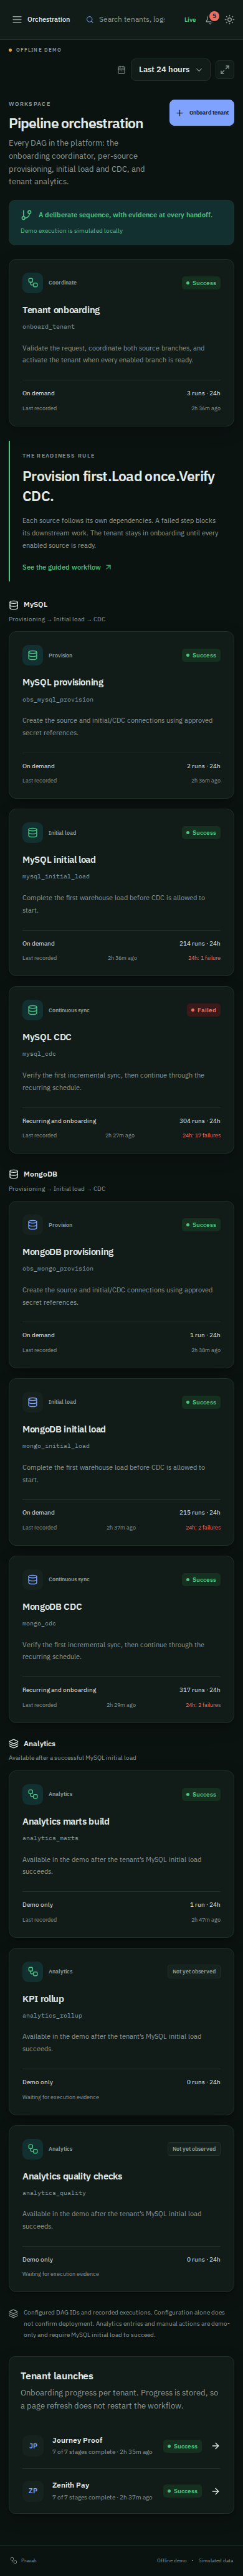 Orchestration
Search tenants, log
Live
5
OFFLINE DEMO
Last 24 hours
WORKSPACE
Pipeline orchestration
Onboard tenant
Every DAG in the platform: the
onboarding coordinator, per-source
provisioning, initial load and CDC, and
tenant analytics.
A deliberate sequence, with evidence at every handoff.
Demo execution is simulated locally
Coordinate
Success
Tenant onboarding
onboard_tenant
Validate the request, coordinate both source branches, and
activate the tenant when every enabled branch is ready.
On demand
3 runs · 24h
Last recorded
2h 36m ago
THE READINESS RULE
Provision first.Load once.Verify
CDC.
Each source follows its own dependencies. A failed step blocks
its downstream work. The tenant stays in onboarding until every
enabled source is ready.
See the guided workflow
MySQL
Provisioning → Initial load → CDC
Provision
Success
MySQL provisioning
obs_mysql_provision
Create the source and initial/CDC connections using approved
secret references.
On demand
2 runs · 24h
Last recorded
2h 36m ago
Initial load
Success
MySQL initial load
mysql_initial_load
Complete the first warehouse load before CDC is allowed to
start.
On demand
214 runs · 24h
Last recorded
2h 36m ago
24h: 1 failure
Continuous sync
Failed
MySQL CDC
mysql_cdc
Verify the first incremental sync, then continue through the
recurring schedule.
Recurring and onboarding
304 runs · 24h
Last recorded
2h 27m ago
24h: 17 failures
MongoDB
Provisioning → Initial load → CDC
Provision
Success
MongoDB provisioning
obs_mongo_provision
Create the source and initial/CDC connections using approved
secret references.
On demand
1 run · 24h
Last recorded
2h 38m ago
Initial load
Success
MongoDB initial load
mongo_initial_load
Complete the first warehouse load before CDC is allowed to
start.
On demand
215 runs · 24h
Last recorded
2h 37m ago
24h: 2 failures
Continuous sync
Success
MongoDB CDC
mongo_cdc
Verify the first incremental sync, then continue through the
recurring schedule.
Recurring and onboarding
317 runs · 24h
Last recorded
2h 29m ago
24h: 2 failures
Analytics
Available after a successful MySQL initial load
Analytics
Success
Analytics marts build
analytics_marts
Available in the demo after the tenant's MySQL initial load
succeeds.
Demo only
1 run · 24h
Last recorded
2h 47m ago
Analytics
Not yet observed
KPI rollup
analytics_rollup
Available in the demo after the tenant's MySQL initial load
succeeds.
Demo only
0 runs · 24h
Waiting for execution evidence
Analytics
Not yet observed
Analytics quality checks
analytics_quality
Available in the demo after the tenant's MySQL initial load
succeeds.
Demo only
0 runs · 24h
Waiting for execution evidence
Configured DAG IDs and recorded executions. Configuration alone does
not confirm deployment. Analytics entries and manual actions are demo-
only and require MySQL initial load to succeed.
Tenant launches
Onboarding progress per tenant. Progress is stored, so
a page refresh does not restart the workflow.
JP
Journey Proof
7 of 7 stages complete · 2h 35m ago
Success
ZP
Zenith Pay
7 of 7 stages complete · 2h 37m ago
Success
Offline demo • Simulated data